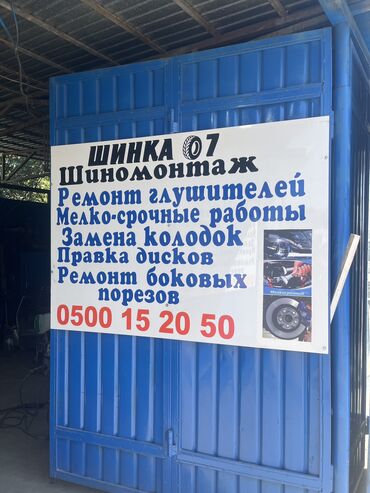 ШИНКА 07
Шиномонтаж
Ремонт глушителей
Мелко-срочные работы
Замена колодок
Правка дисков
Ремонт боковых
порезов
0500 15 20 50